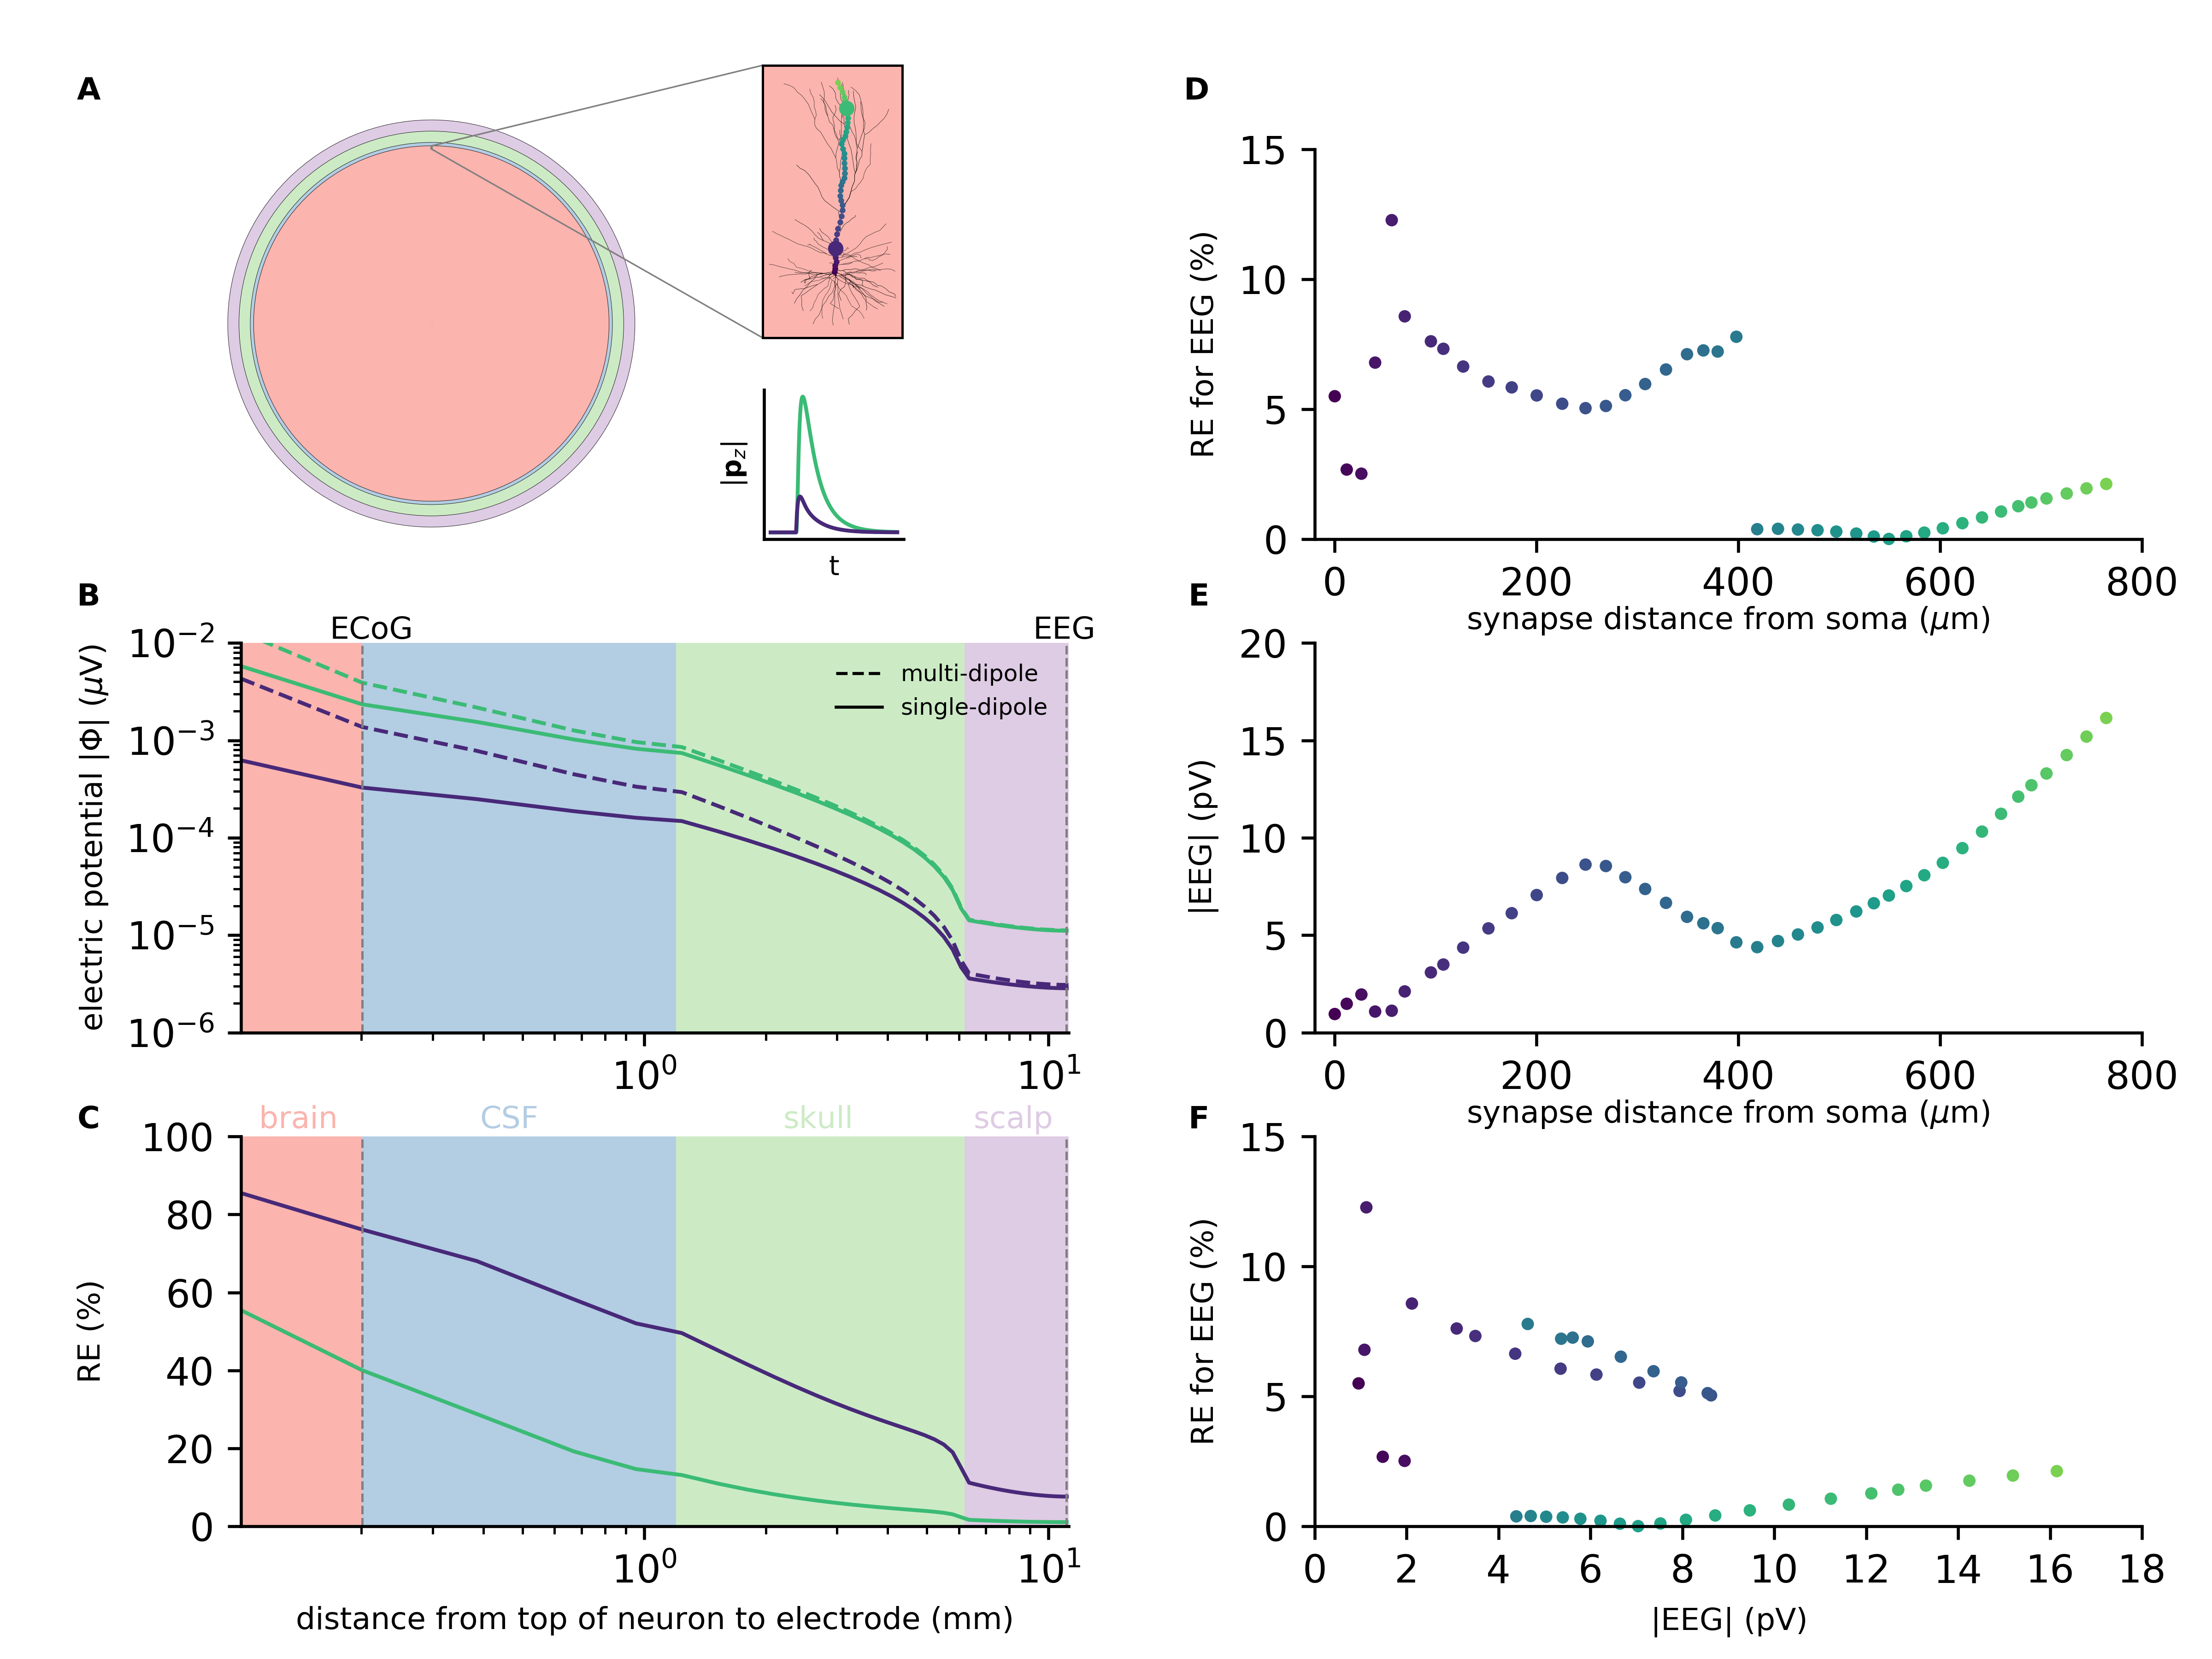 A
|p_z|
t
B
ECoG
EEG
10^-2
10^-3
10^-4
10^-5
10^-6
electric potential |Φ| (μV)
multi-dipole
single-dipole
10^0
10^1
C
brain
CSF
skull
scalp
100
80
60
40
20
0
RE (%)
10^0
10^1
distance from top of neuron to electrode (mm)
D
15
10
5
0
RE for EEG (%)
0 200 400 600 800
synapse distance from soma (μm)
E
20
15
10
5
0
|EEG| (pV)
0 200 400 600 800
synapse distance from soma (μm)
F
15
10
5
0
RE for EEG (%)
0 2 4 6 8 10 12 14 16 18
|EEG| (pV)